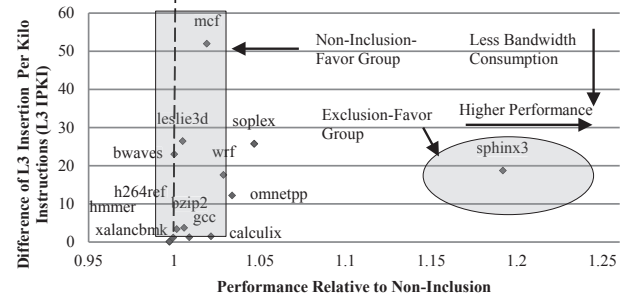 Difference of L3 Insertion Per Kilo
Instructions (L3 IPKI)
60
50
40
30
20
10
0
mcf
Non-Inclusion-
Favor Group
Less Bandwidth
Consumption
leslie3d
soplex
Exclusion-Favor
Group
Higher Performance
bwaves
wrf
sphinx3
h264ref
bzip2
omnetpp
hmmer
gcc
xalancbmk
calculix
0.95
1
1.05
1.1
1.15
1.2
1.25
Performance Relative to Non-Inclusion